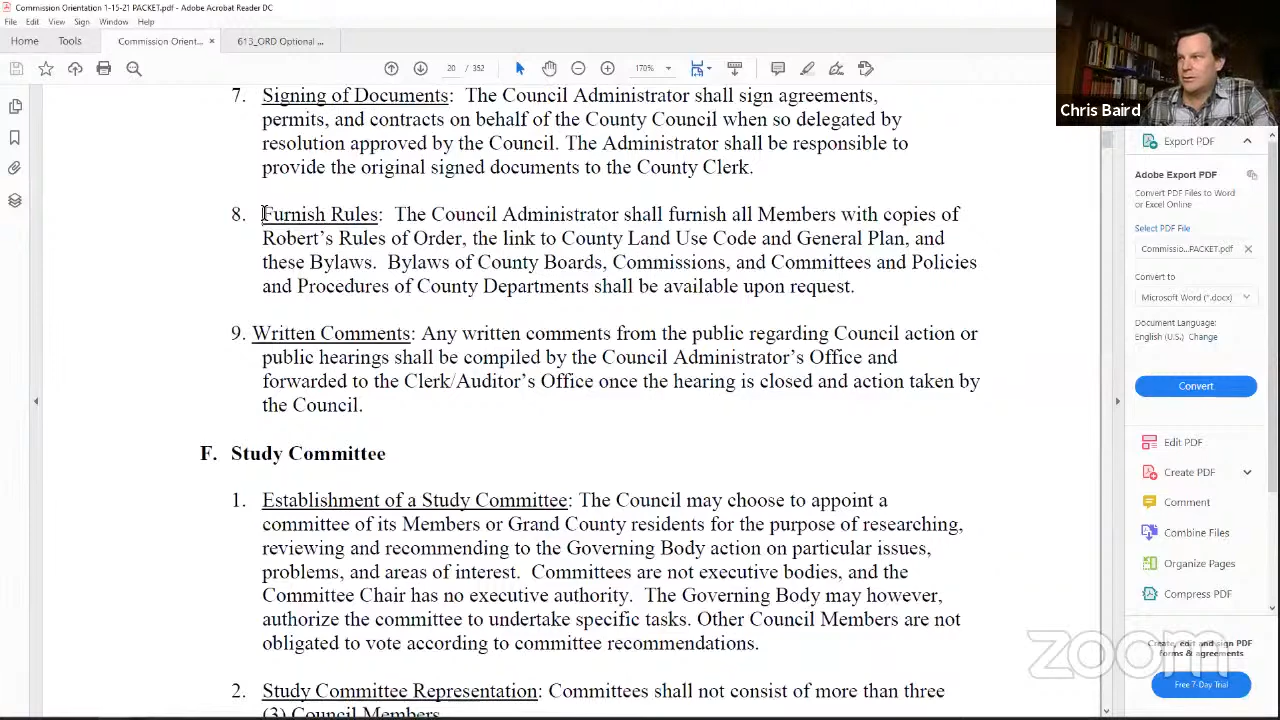 Commission Orientation 1-15-21 PACKET.pdf - Adobe Acrobat Reader DC
File Edit View Sign Window Help
Home Tools Commission Orient... × 613_ORD Optional ...
20 / 352 170%
7. Signing of Documents: The Council Administrator shall sign agreements,
permits, and contracts on behalf of the County Council when so delegated by
resolution approved by the Council. The Administrator shall be responsible to
provide the original signed documents to the County Clerk.
8. Furnish Rules: The Council Administrator shall furnish all Members with copies of
Robert's Rules of Order, the link to County Land Use Code and General Plan, and
these Bylaws. Bylaws of County Boards, Commissions, and Committees and Policies
and Procedures of County Departments shall be available upon request.
9. Written Comments: Any written comments from the public regarding Council action or
public hearings shall be compiled by the Council Administrator's Office and
forwarded to the Clerk/Auditor's Office once the hearing is closed and action taken by
the Council.
F. Study Committee
1. Establishment of a Study Committee: The Council may choose to appoint a
committee of its Members or Grand County residents for the purpose of researching,
reviewing and recommending to the Governing Body action on particular issues,
problems, and areas of interest. Committees are not executive bodies, and the
Committee Chair has no executive authority. The Governing Body may however,
authorize the committee to undertake specific tasks. Other Council Members are not
obligated to vote according to committee recommendations.
2. Study Committee Representation: Committees shall not consist of more than three
(3) Council Members.
Chris Baird
Export PDF
Adobe Export PDF
Convert PDF Files to Word
or Excel Online
Select PDF File
Commissio...PACKET.pdf ×
Convert to
Microsoft Word (*.docx)
Document Language:
English (U.S.) Change
Convert
Edit PDF
Create PDF
Comment
Combine Files
Organize Pages
Compress PDF
Create, edit and sign PDF
forms & agreements
Free 7-Day Trial
zoom